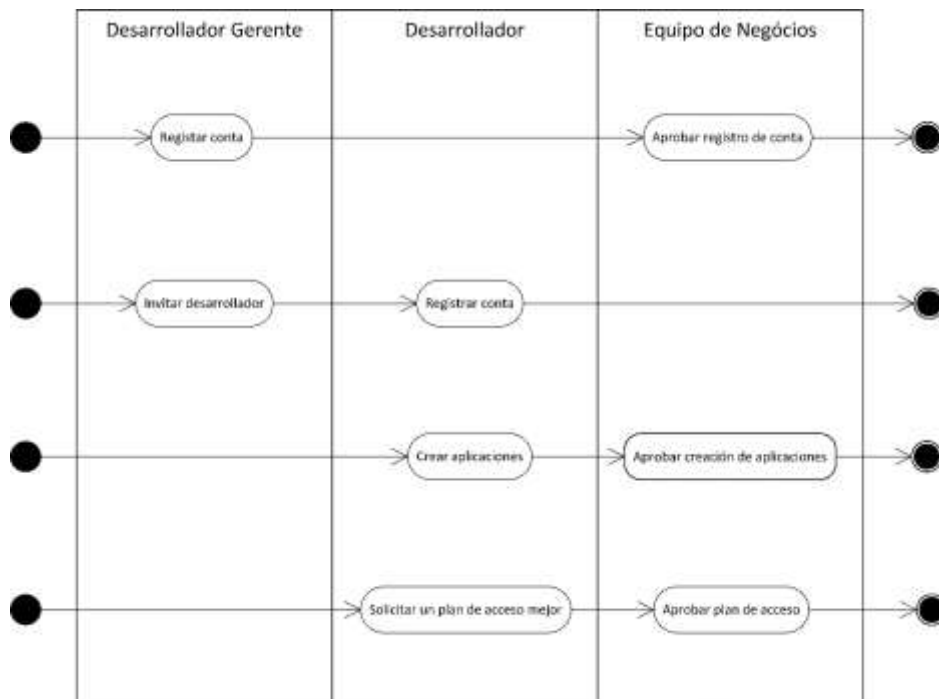 Desarrollador Gerente
Desarrollador
Equipo de Negócios
Registar conta
Aprobar registro de conta
Invitar desarrollador
Registrar conta
Crear aplicaciones
Aprobar creación de aplicaciones
Solicitar un plan de acceso mejor
Aprobar plan de acceso